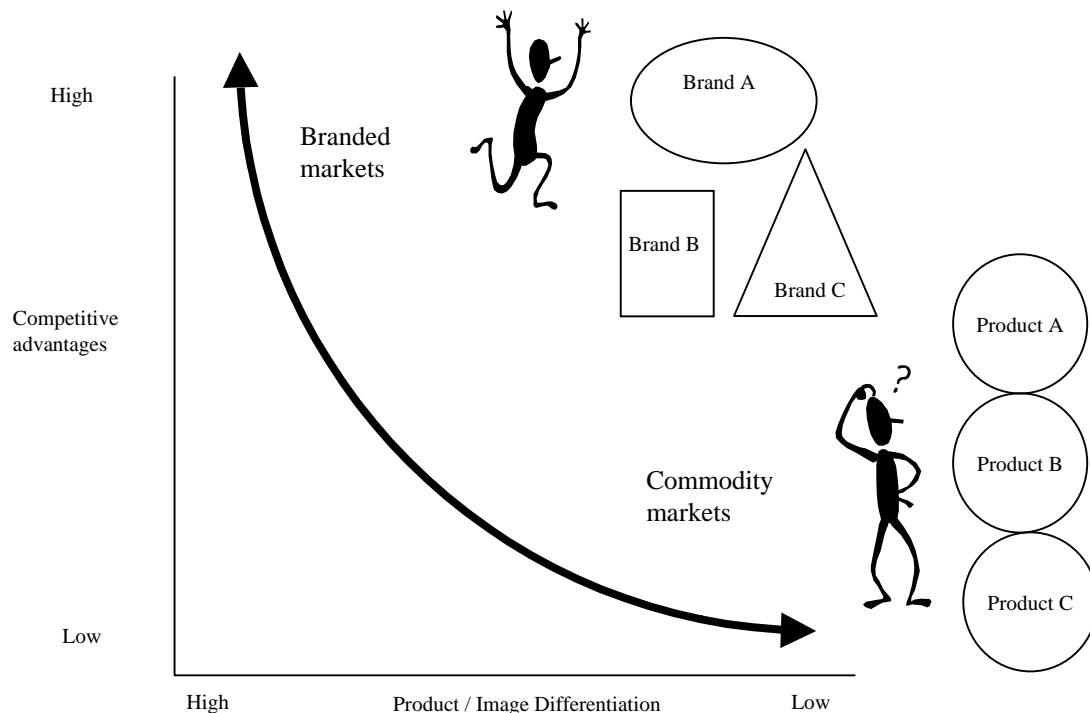 High
Branded
markets
Brand A
Brand B
Brand C
Competitive
advantages
Product A
?
Commodity
markets
Product B
Product C
Low
High
Product / Image Differentiation
Low